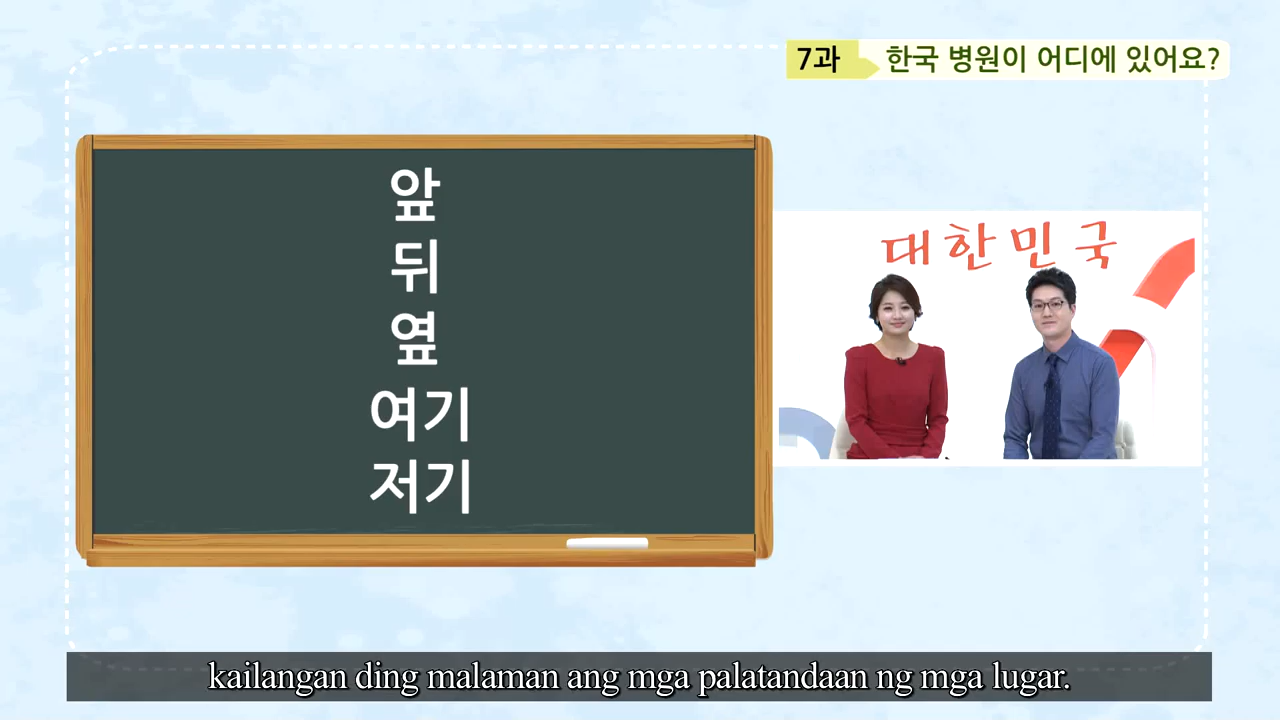 7과 한국 병원이 어디에 있어요?
앞
뒤
옆
여기
저기
대한민국
kailangan ding malaman ang mga palatandaan ng mga lugar.